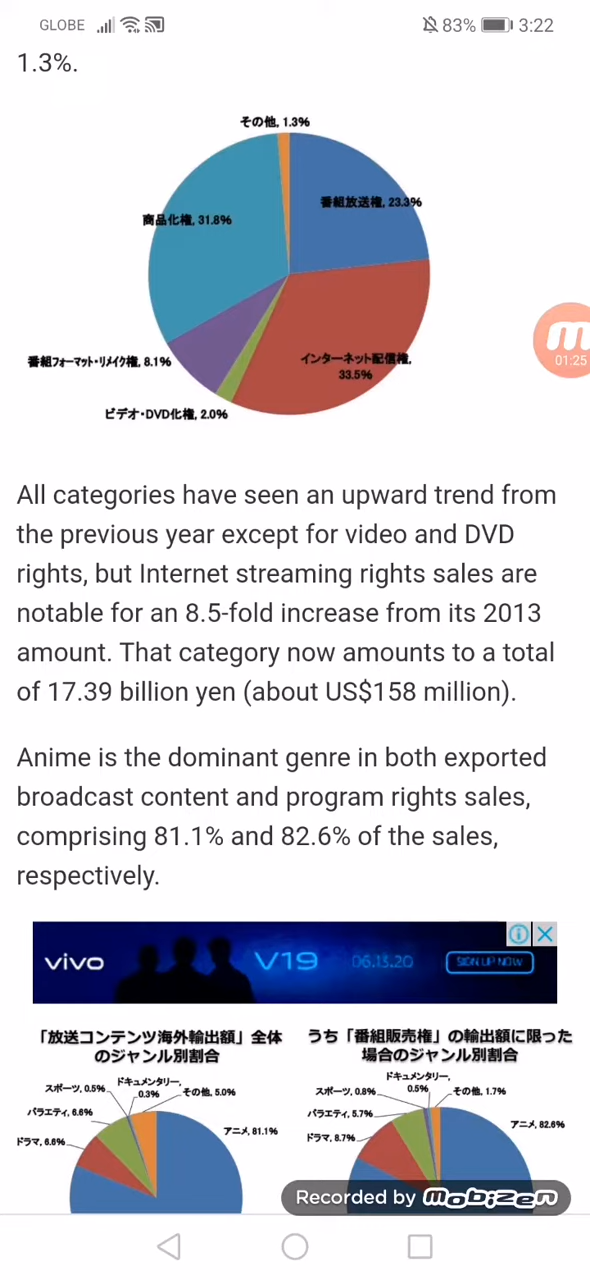 GLOBE 83% 3:22
1.3%.
その他, 1.3%
番組放送権, 23.3%
商品化権, 31.8%
インターネット配信権,
33.5%
番組フォーマット・リメイク権, 8.1%
ビデオ・DVD化権, 2.0%
m
01:25
All categories have seen an upward trend from
the previous year except for video and DVD
rights, but Internet streaming rights sales are
notable for an 8.5-fold increase from its 2013
amount. That category now amounts to a total
of 17.39 billion yen (about US$158 million).
Anime is the dominant genre in both exported
broadcast content and program rights sales,
comprising 81.1% and 82.6% of the sales,
respectively.
vivo V19 06.13.20 SIGN UP NOW
「放送コンテンツ海外輸出額」全体
のジャンル別割合
スポーツ, 0.5%
ドキュメンタリー,
0.3%
その他, 5.0%
バラエティ, 6.6%
ドラマ, 6.6%
アニメ, 81.1%
うち「番組販売権」の輸出額に限った
場合のジャンル別割合
ドキュメンタリー,
0.5%
スポーツ, 0.8%
その他, 1.7%
バラエティ, 5.7%
ドラマ, 8.7%
アニメ, 82.6%
Recorded by mobizen